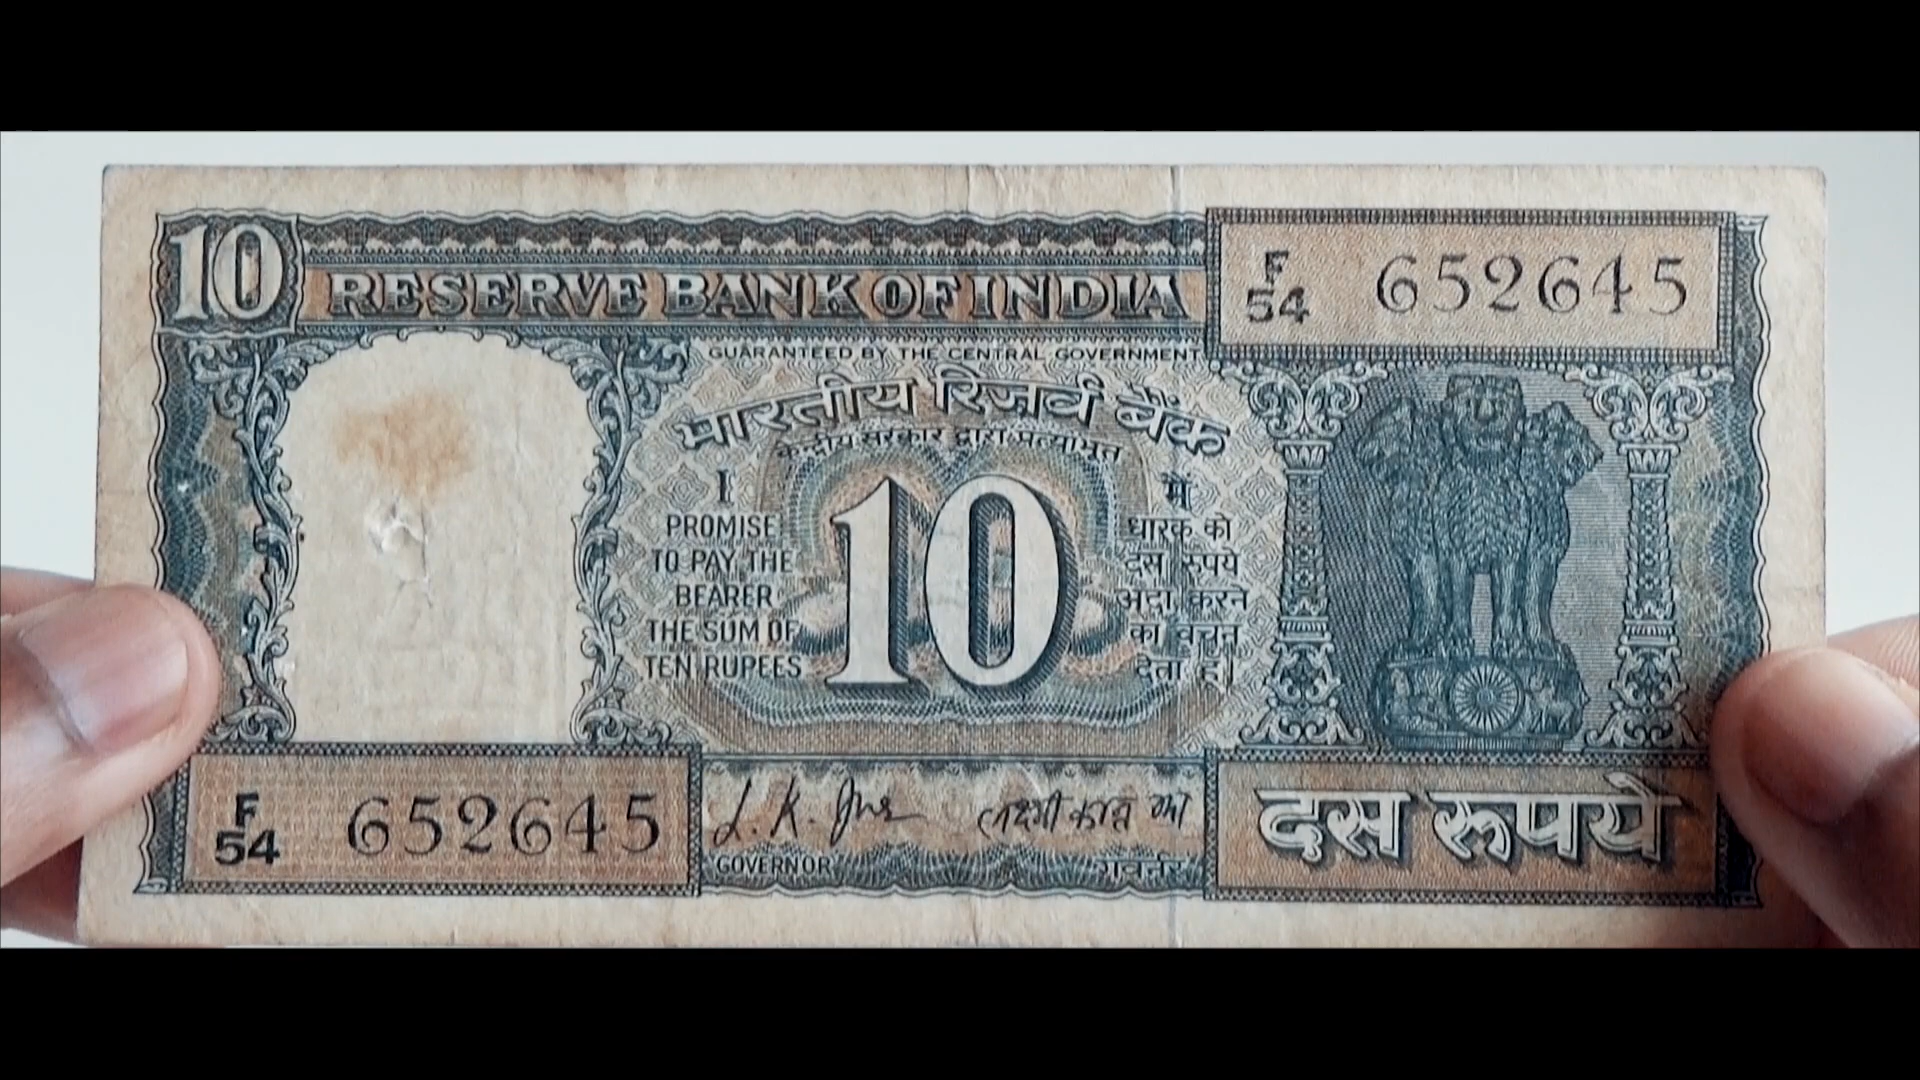 10
RESERVE BANK OF INDIA
F
54 652645
GUARANTEED BY THE CENTRAL GOVERNMENT
भारतीय रिज़र्व बैंक
केन्द्रीय सरकार द्वारा प्रत्याभूत
I
PROMISE
TO PAY THE
BEARER
THE SUM OF
TEN RUPEES
10
मैं
धारक को
दस रुपये
अदा करने
का वचन
देता हूँ।
F
54 652645
L. K. Jha
लक्ष्मी कान्त झा
GOVERNOR
गवर्नर
दस रूपये